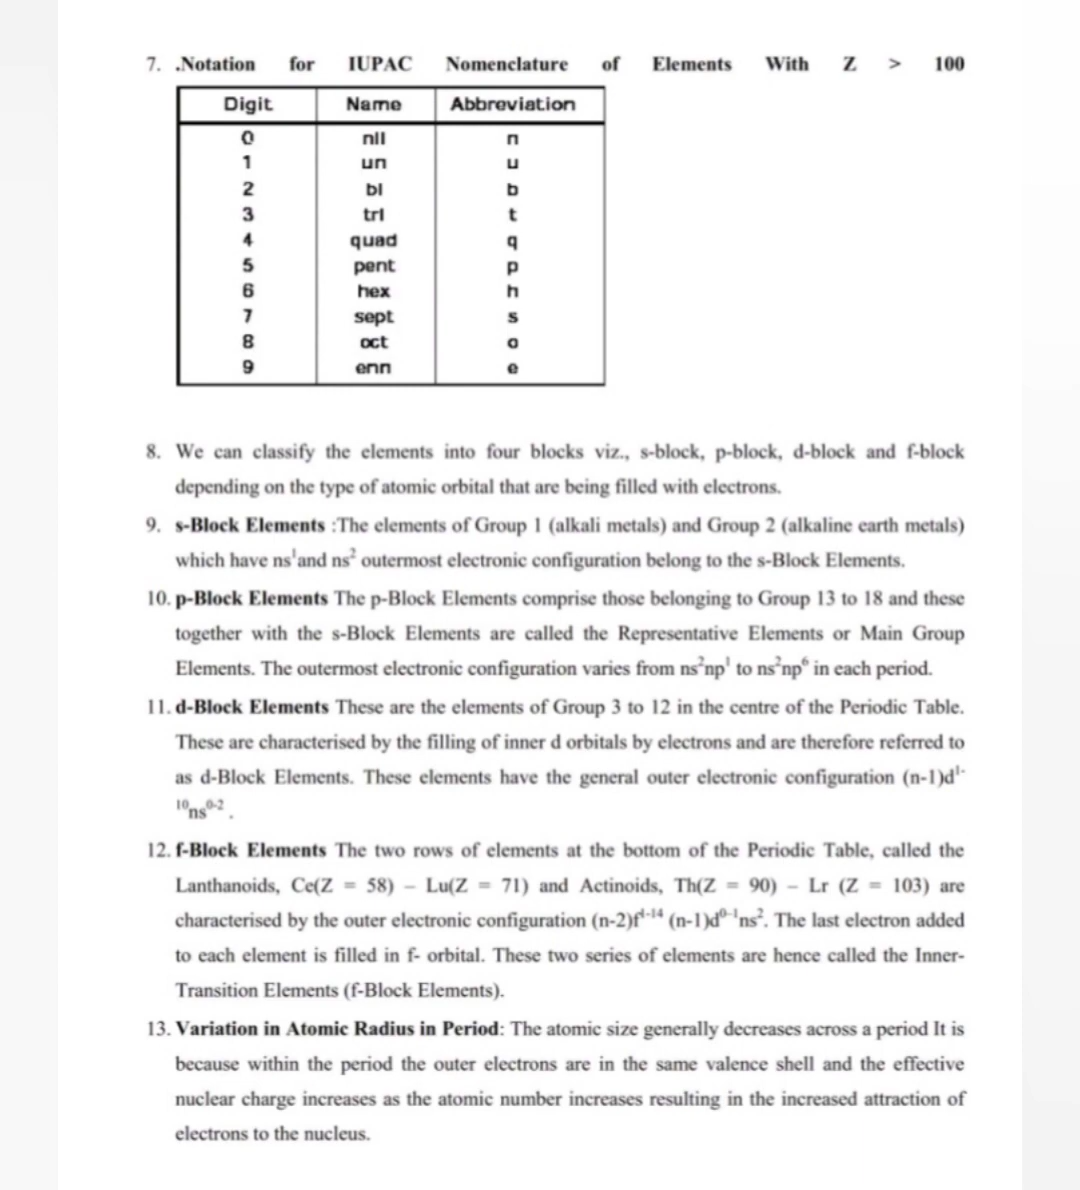 7. .Notation for IUPAC Nomenclature of Elements With Z > 100
Digit Name Abbreviation
0 nil n
1 un u
2 bi b
3 tri t
4 quad q
5 pent p
6 hex h
7 sept s
8 oct o
9 enn e
8. We can classify the elements into four blocks viz., s-block, p-block, d-block and f-block
depending on the type of atomic orbital that are being filled with electrons.
9. s-Block Elements :The elements of Group 1 (alkali metals) and Group 2 (alkaline earth metals)
which have ns¹and ns² outermost electronic configuration belong to the s-Block Elements.
10. p-Block Elements The p-Block Elements comprise those belonging to Group 13 to 18 and these
together with the s-Block Elements are called the Representative Elements or Main Group
Elements. The outermost electronic configuration varies from ns²np¹ to ns²np⁶ in each period.
11. d-Block Elements These are the elements of Group 3 to 12 in the centre of the Periodic Table.
These are characterised by the filling of inner d orbitals by electrons and are therefore referred to
as d-Block Elements. These elements have the general outer electronic configuration (n-1)d¹⁻
¹⁰ns⁰⁻² .
12. f-Block Elements The two rows of elements at the bottom of the Periodic Table, called the
Lanthanoids, Ce(Z = 58) – Lu(Z = 71) and Actinoids, Th(Z = 90) – Lr (Z = 103) are
characterised by the outer electronic configuration (n-2)f¹⁻¹⁴ (n-1)d⁰⁻¹ns². The last electron added
to each element is filled in f- orbital. These two series of elements are hence called the Inner-
Transition Elements (f-Block Elements).
13. Variation in Atomic Radius in Period: The atomic size generally decreases across a period It is
because within the period the outer electrons are in the same valence shell and the effective
nuclear charge increases as the atomic number increases resulting in the increased attraction of
electrons to the nucleus.